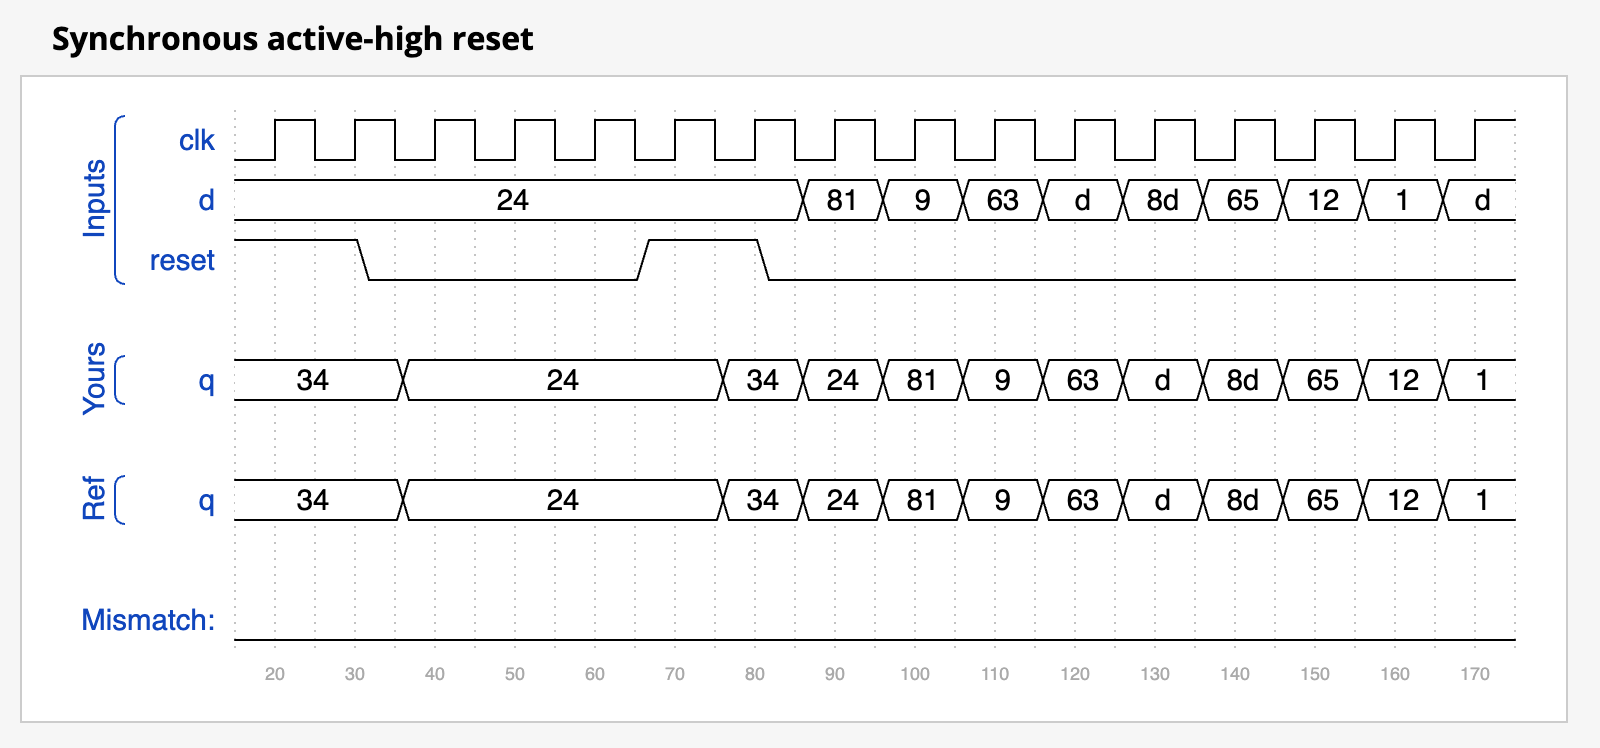 Synchronous active-high reset
Inputs
clk
d 24 81 9 63 d 8d 65 12 1 d
reset
Yours
q 34 24 34 24 81 9 63 d 8d 65 12 1
Ref
q 34 24 34 24 81 9 63 d 8d 65 12 1
Mismatch:
20 30 40 50 60 70 80 90 100 110 120 130 140 150 160 170